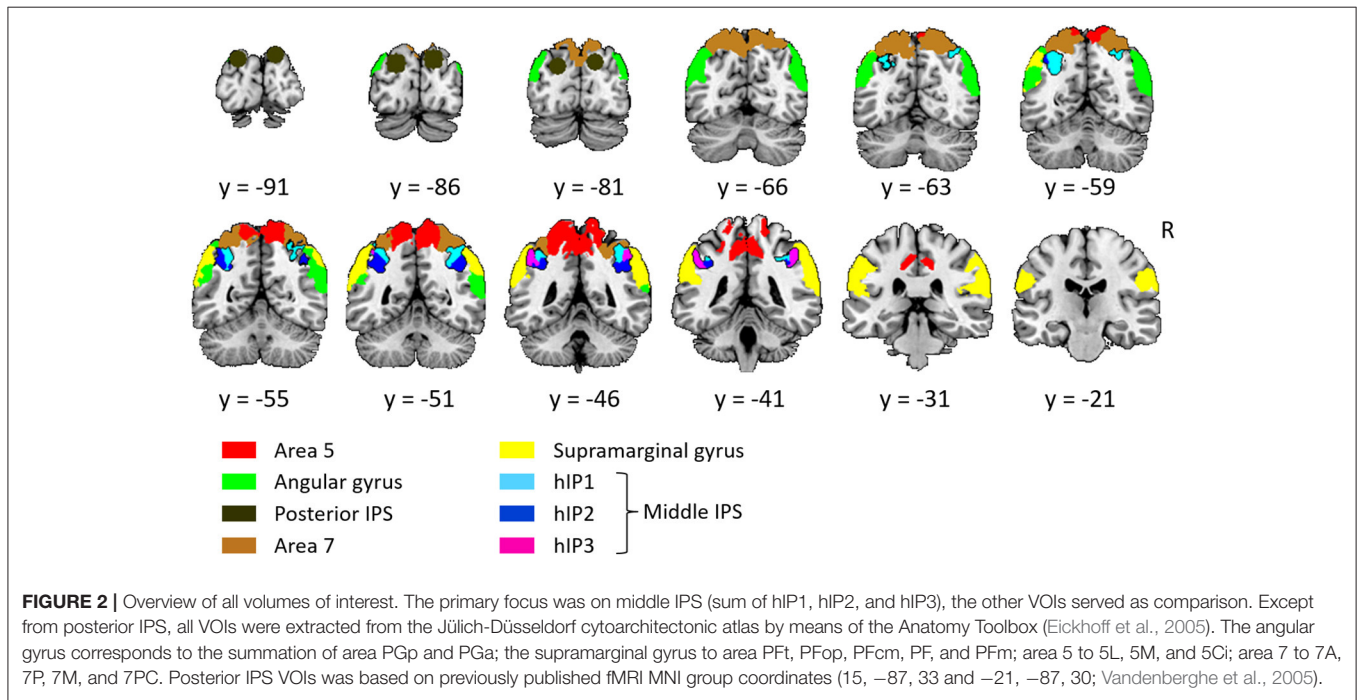 y = -91 y = -86 y = -81 y = -66 y = -63 y = -59
R
y = -55 y = -51 y = -46 y = -41 y = -31 y = -21
Area 5 Supramarginal gyrus
Angular gyrus hIP1
Posterior IPS hIP2 Middle IPS
Area 7 hIP3
FIGURE 2 | Overview of all volumes of interest. The primary focus was on middle IPS (sum of hIP1, hIP2, and hIP3), the other VOIs served as comparison. Except
from posterior IPS, all VOIs were extracted from the Jülich-Düsseldorf cytoarchitectonic atlas by means of the Anatomy Toolbox (Eickhoff et al., 2005). The angular
gyrus corresponds to the summation of area PGp and PGa; the supramarginal gyrus to area PFt, PFop, PFcm, PF, and PFm; area 5 to 5L, 5M, and 5Ci; area 7 to 7A,
7P, 7M, and 7PC. Posterior IPS VOIs was based on previously published fMRI MNI group coordinates (15, −87, 33 and −21, −87, 30; Vandenberghe et al., 2005).